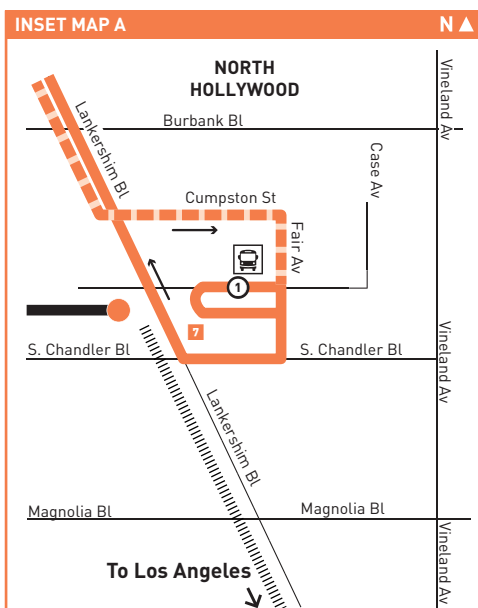 INSET MAP A
N
NORTH
HOLLYWOOD
Vineland Av
Burbank Bl
Lankershim Bl
Case Av
Cumpston St
Fair Av
1
7
S. Chandler Bl
S. Chandler Bl
Vineland Av
Lankershim Bl
Magnolia Bl
Magnolia Bl
Vineland Av
To Los Angeles